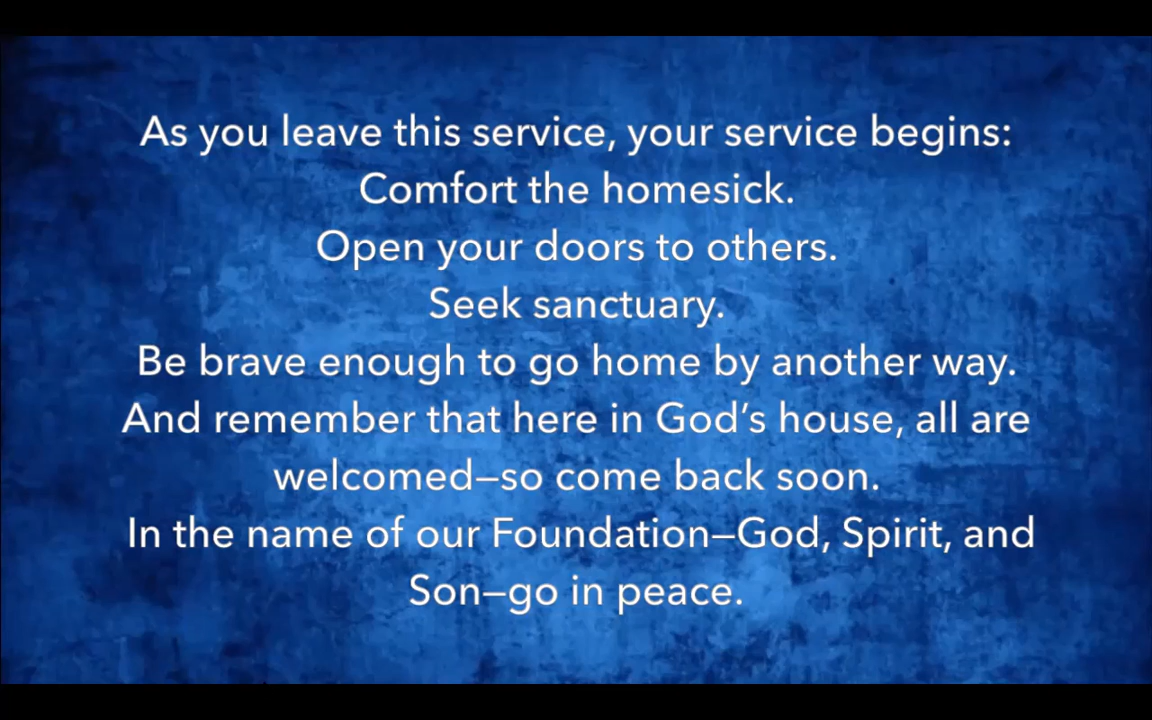 As you leave this service, your service begins:
Comfort the homesick.
Open your doors to others.
Seek sanctuary.
Be brave enough to go home by another way.
And remember that here in God’s house, all are
welcomed—so come back soon.
In the name of our Foundation—God, Spirit, and
Son—go in peace.